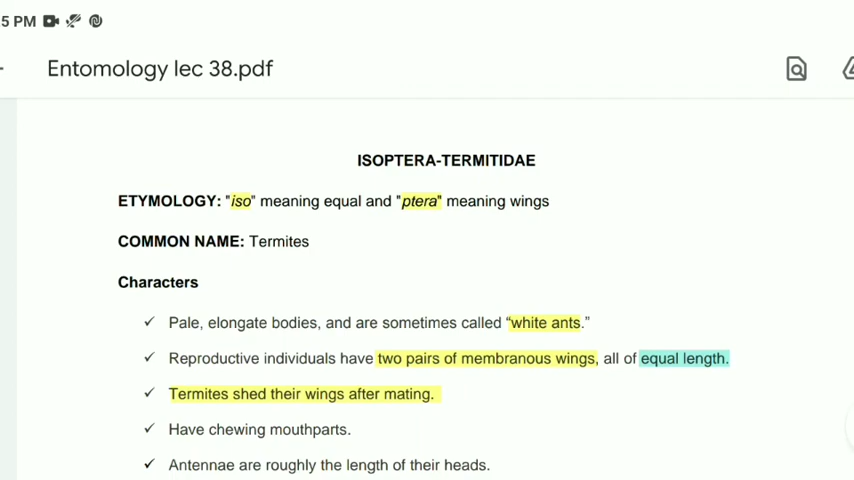 5 PM
Entomology lec 38.pdf
ISOPTERA-TERMITIDAE
ETYMOLOGY: "iso" meaning equal and "ptera" meaning wings
COMMON NAME: Termites
Characters
✓ Pale, elongate bodies, and are sometimes called “white ants.”
✓ Reproductive individuals have two pairs of membranous wings, all of equal length.
✓ Termites shed their wings after mating.
✓ Have chewing mouthparts.
✓ Antennae are roughly the length of their heads.